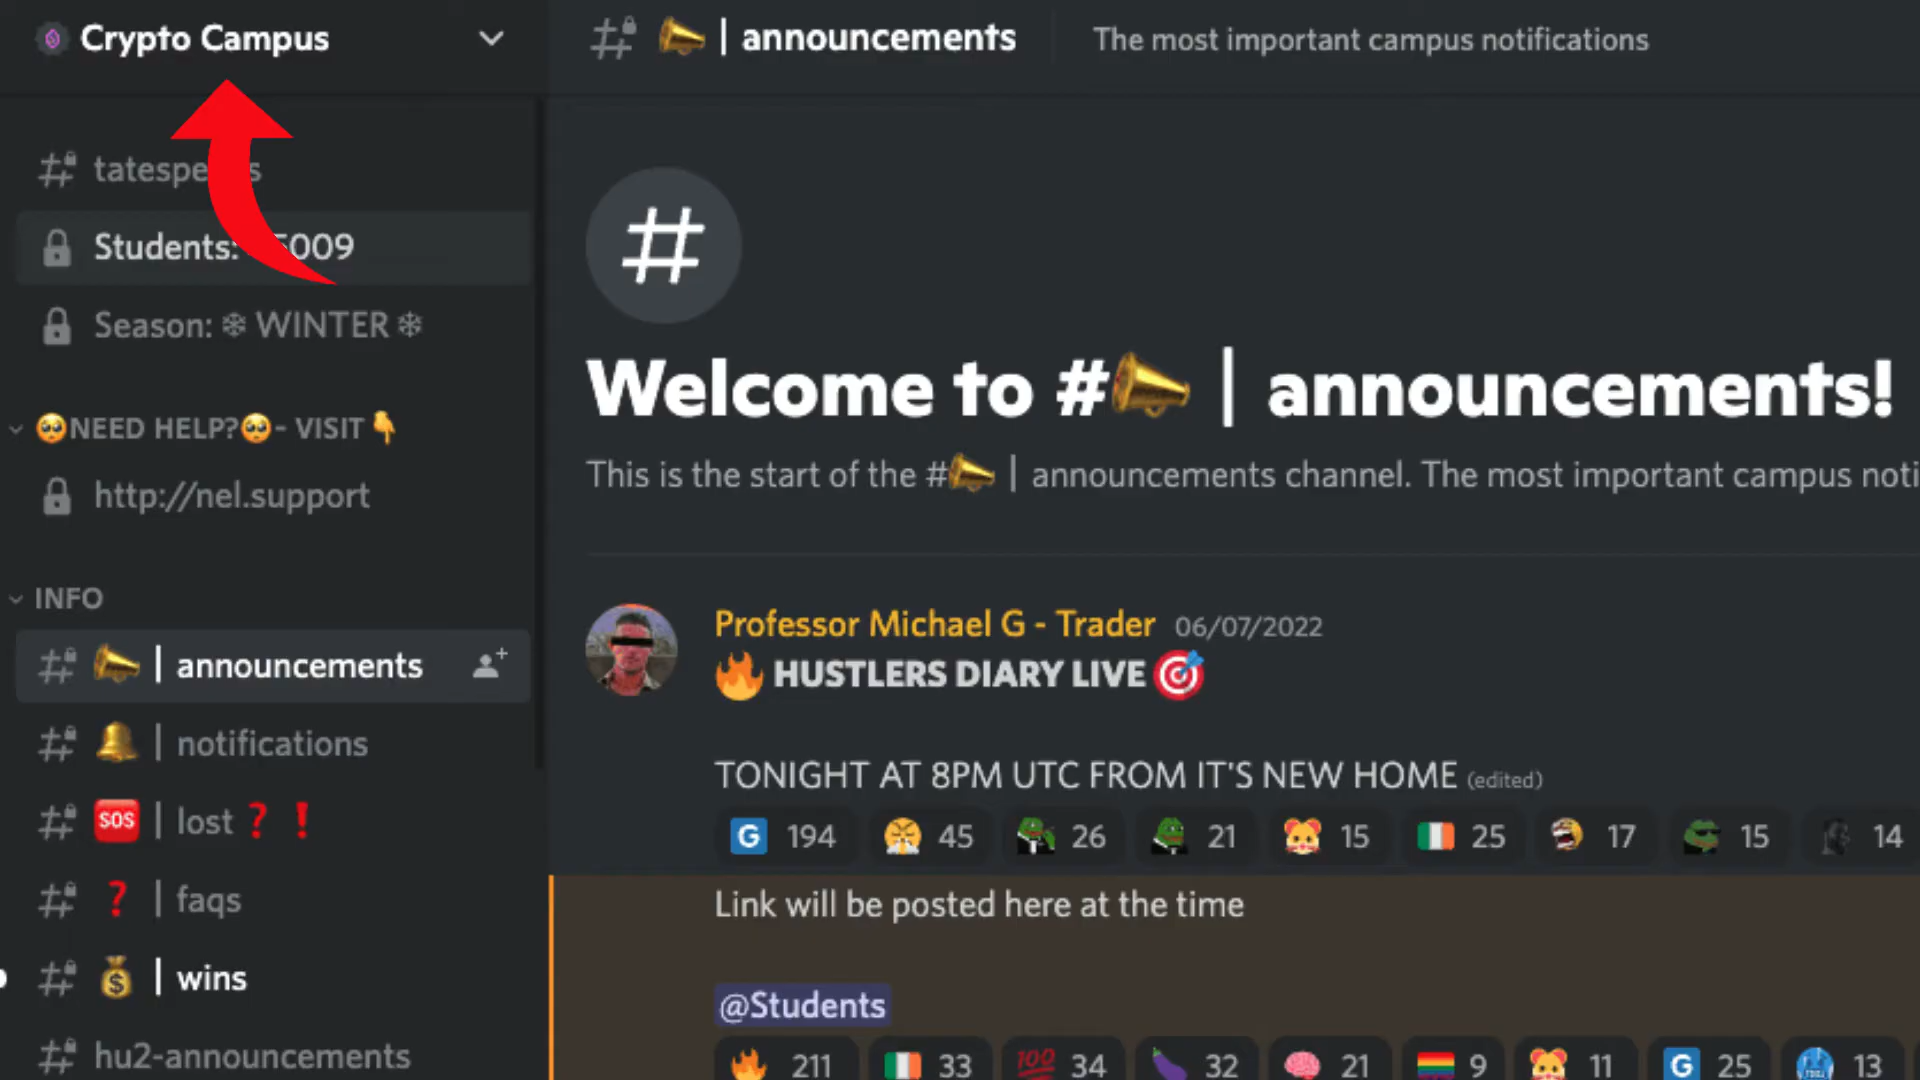 Crypto Campus
# | announcements The most important campus notifications
Students: 009
Season: ❄ WINTER ❄
🥺NEED HELP?🥺- VISIT 👇
http://nel.support
INFO
📣 | announcements
🔔 | notifications
🆘 | lost ❓ ❗
❓ | faqs
💰 | wins
hu2-announcements
#
Welcome to #📣 | announcements!
This is the start of the #📣 | announcements channel. The most important campus noti
Professor Michael G - Trader 06/07/2022
🔥 HUSTLERS DIARY LIVE 🎯
TONIGHT AT 8PM UTC FROM IT'S NEW HOME (edited)
G 194 45 26 21 15 25 17 15 14
Link will be posted here at the time
@Students
211 33 100 34 32 21 9 11 G 25 13